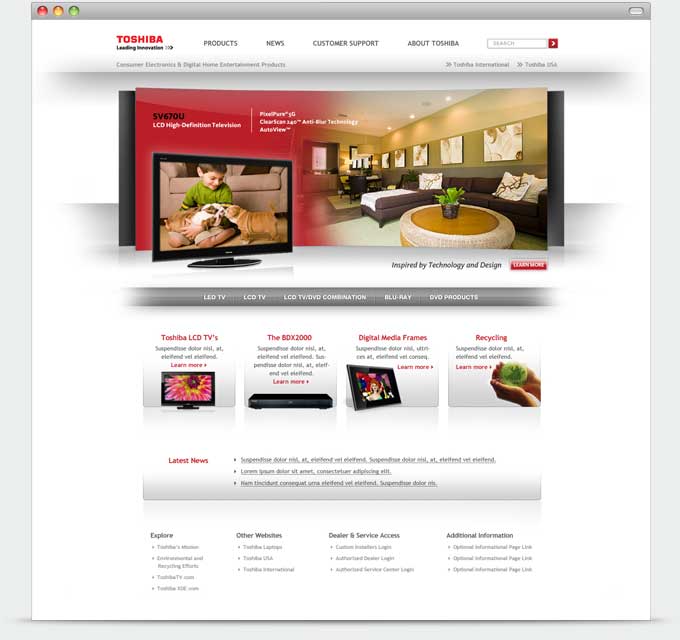 TOSHIBA
Leading Innovation >>>
PRODUCTS NEWS CUSTOMER SUPPORT ABOUT TOSHIBA SEARCH
Consumer Electronics & Digital Home Entertainment Products
Toshiba International Toshiba USA
SV670U
LCD High-Definition Television
PixelPure®5G
ClearScan 240™ Anti-Blur Technology
AutoView™
Inspired by Technology and Design LEARN MORE
LED TV LCD TV LCD TV/DVD COMBINATION BLU-RAY DVD PRODUCTS
Toshiba LCD TV's
Suspendisse dolor nisl, at,
eleifend vel eleifend.
Learn more
The BDX2000
Suspendisse dolor nisl, at,
eleifend vel eleifend. Sus-
pendisse dolor nisl, at, eleif-
end vel eleifend.
Learn more
Digital Media Frames
Suspendisse dolor nisl, ultri-
ces at, eleifend vel conseq.
Learn more
Recycling
Suspendisse dolor nisl, at,
eleifend vel eleifend.
Learn more
Latest News
Suspendisse dolor nisl, at, eleifend vel eleifend. Suspendisse dolor nisl, at, eleifend vel eleifend.
Lorem ipsum dolor sit amet, consectetuer adipiscing elit.
Nam tincidunt consequat urna eleifend vel eleifend. Suspendisse dolor nis.
Explore
Toshiba's Mission
Environmental and
Recycling Efforts
ToshibaTV.com
Toshiba XDE.com
Other Websites
Toshiba Laptops
Toshiba USA
Toshiba International
Dealer & Service Access
Custom Installers Login
Authorized Dealer Login
Authorized Service Center Login
Additional Information
Optional Informational Page Link
Optional Informational Page Link
Optional Informational Page Link